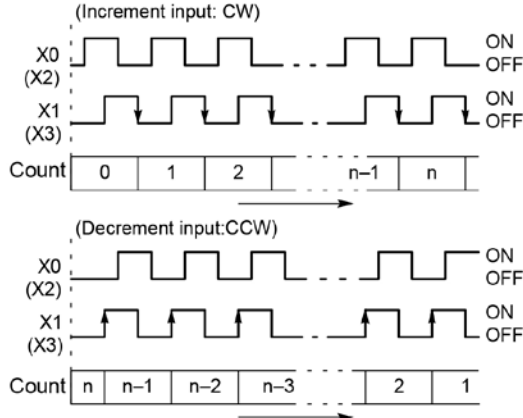 (Increment input: CW)
X0
(X2)
ON
OFF
X1
(X3)
ON
OFF
Count 0 1 2 n–1 n
(Decrement input:CCW)
X0
(X2)
ON
OFF
X1
(X3)
ON
OFF
Count n n–1 n–2 n–3 2 1